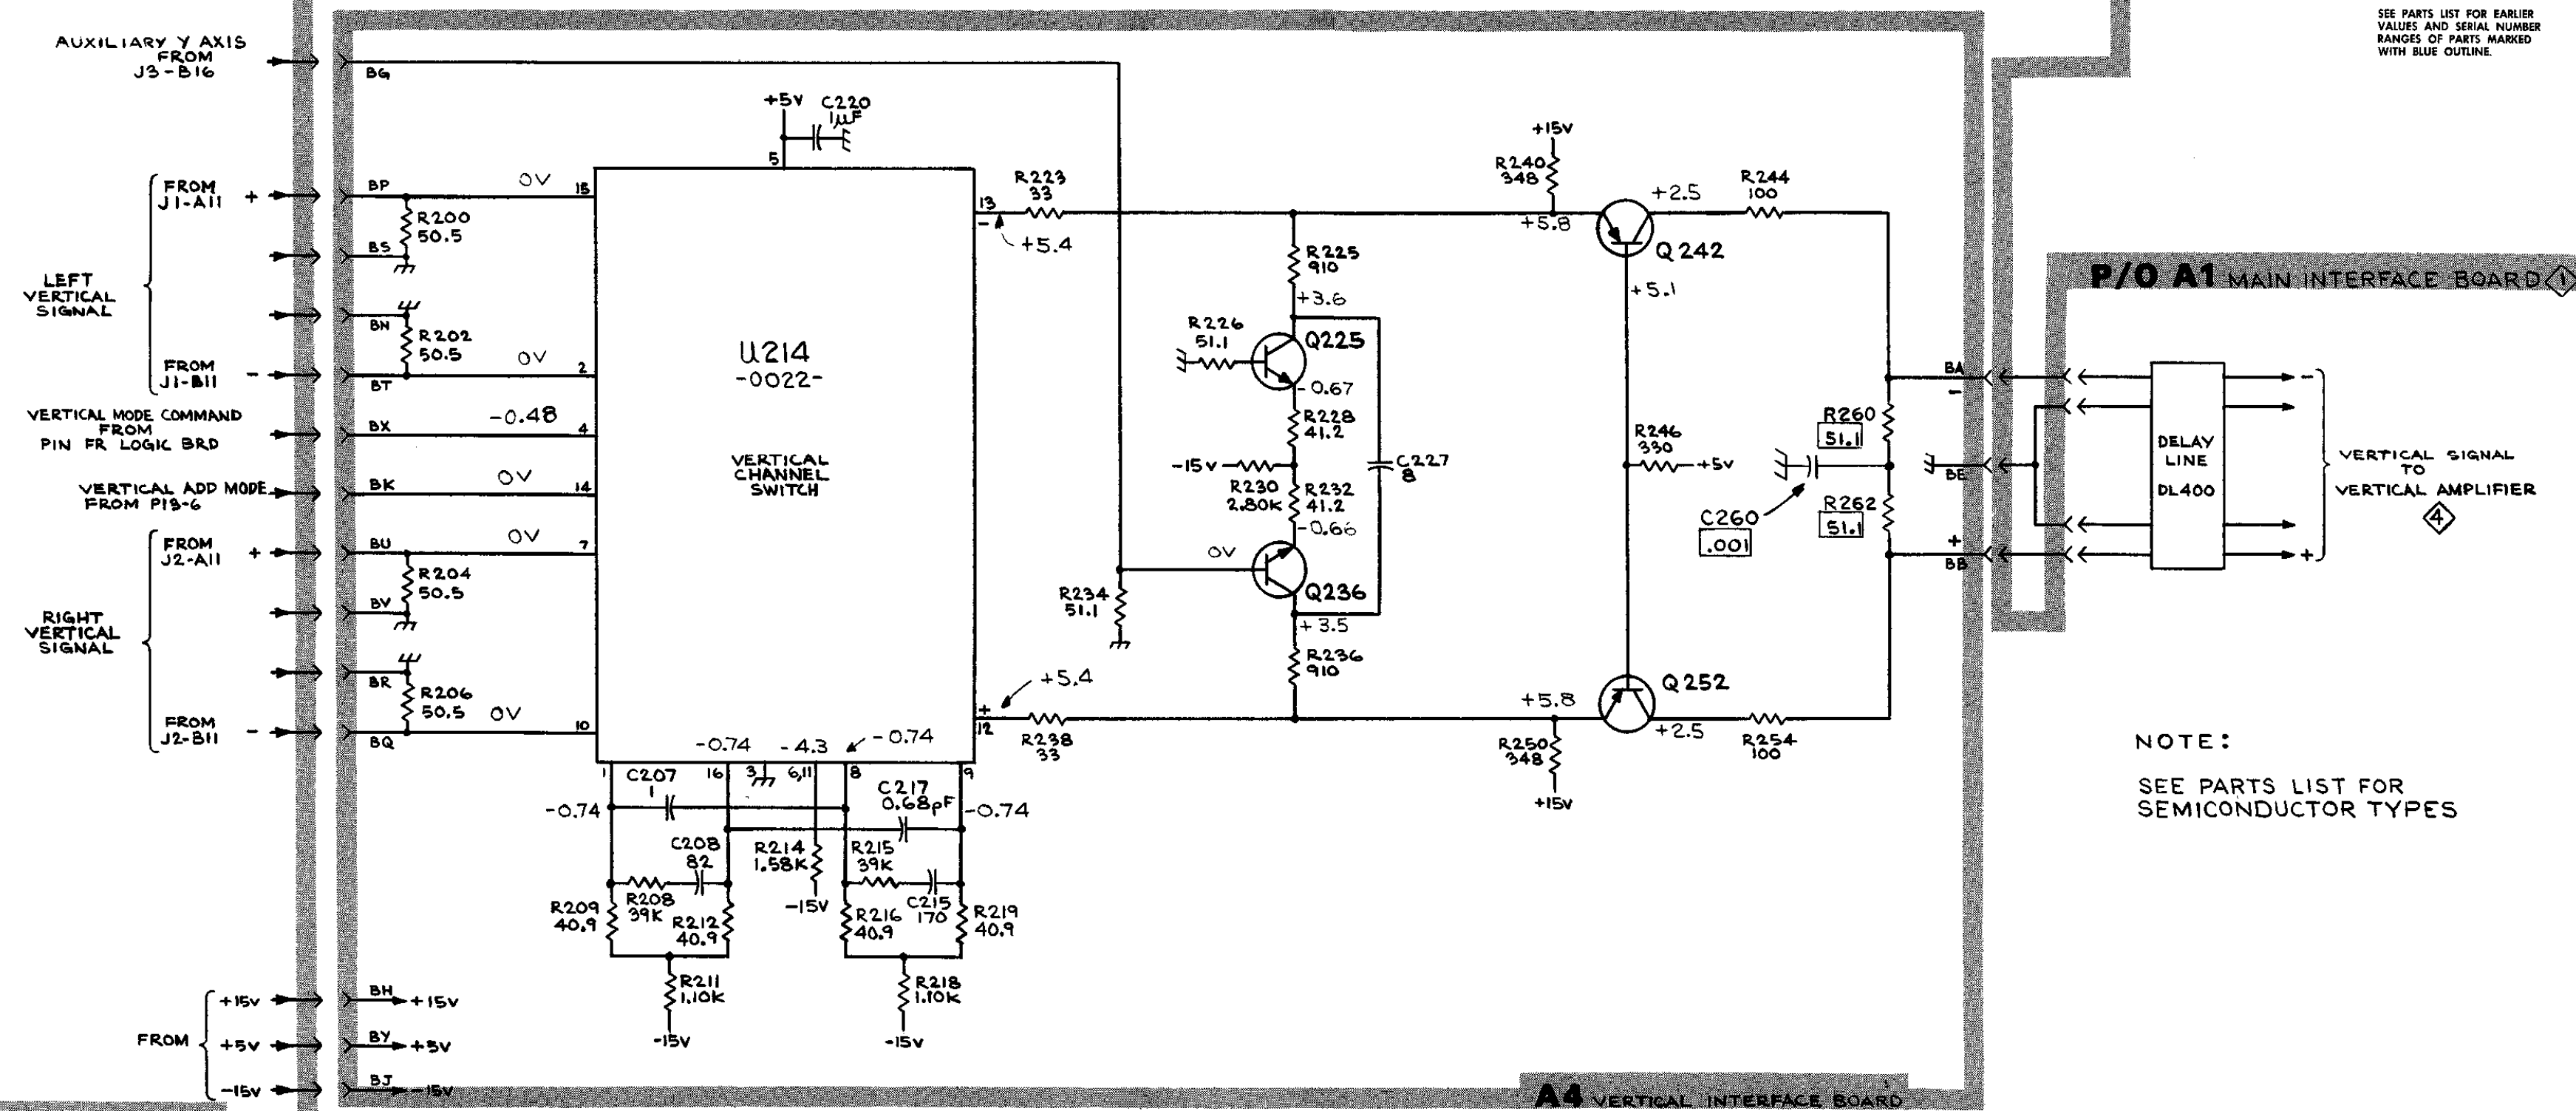 SEE PARTS LIST FOR EARLIER
VALUES AND SERIAL NUMBER
RANGES OF PARTS MARKED
WITH BLUE OUTLINE.
AUXILIARY Y AXIS
FROM
J3-B16
BG
+5V
C220
1µF
5
FROM
J1-A11
+
BP
0V
15
R200
50.5
BS
LEFT
VERTICAL
SIGNAL
BN
R202
50.5
FROM
J1-B11
-
BT
0V
2
VERTICAL MODE COMMAND
FROM
PIN FR LOGIC BRD
BX
-0.48
4
VERTICAL ADD MODE
FROM P13-6
BK
0V
14
FROM
J2-A11
+
BU
0V
7
R204
50.5
BV
RIGHT
VERTICAL
SIGNAL
BR
R206
50.5
FROM
J2-B11
-
BQ
0V
10
U214
-0022-
VERTICAL
CHANNEL
SWITCH
13
-
+5.4
R223
33
+
12
+5.4
R238
33
-0.74
-4.3
-0.74
1
16
3
6,11
8
9
C207
1
C217
0.68pF
-0.74
-0.74
C208
82
R214
1.58K
R215
39K
-15V
R208
39K
C215
170
R209
40.9
R212
40.9
R216
40.9
R219
40.9
R211
1.10K
R218
1.10K
-15V
-15V
FROM
+15V
BH
+15V
+5V
BY
+5V
-15V
BJ
-15V
R225
910
+3.6
R226
51.1
Q225
-0.67
R228
41.2
-15V
R230
2.80K
R232
41.2
C227
8
-0.66
0V
Q236
R234
51.1
+3.5
R236
910
+15V
R240
348
+5.8
+2.5
R244
100
Q242
+5.1
R246
330
+5V
Q252
+5.8
+2.5
R250
348
+15V
R254
100
R260
51.1
C260
.001
R262
51.1
BA
-
BE
+
BB
P/O A1 MAIN INTERFACE BOARD 1
DELAY
LINE
DL400
-
+
VERTICAL SIGNAL
TO
VERTICAL AMPLIFIER
4
NOTE:
SEE PARTS LIST FOR
SEMICONDUCTOR TYPES
A4 VERTICAL INTERFACE BOARD